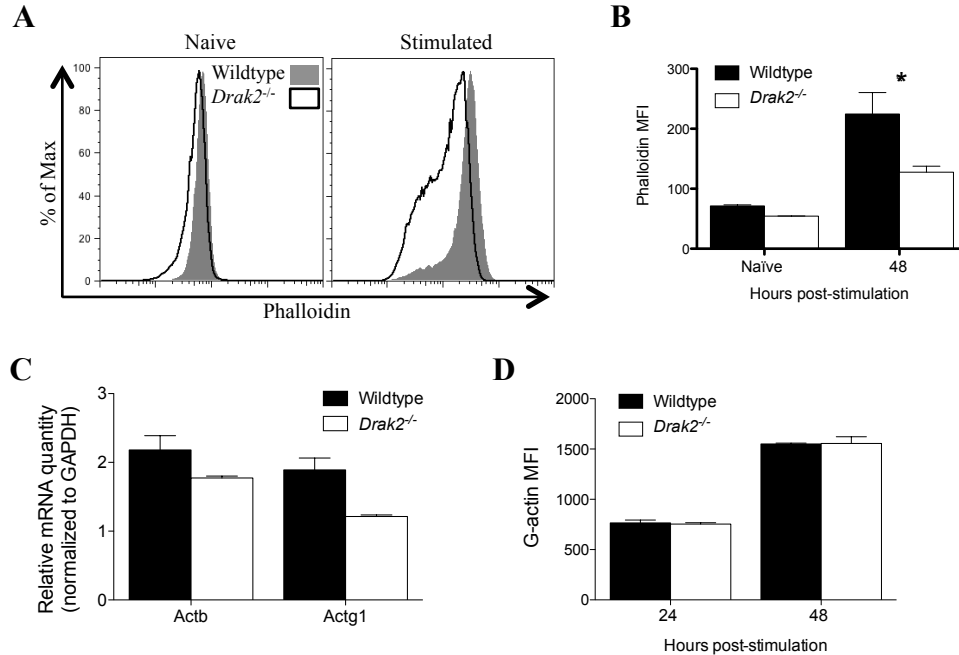 A
Naive
Stimulated
Wildtype
Drak2-/-
% of Max
100
80
60
40
20
0
Phalloidin
B
Wildtype
Drak2-/-
*
Phalloidin MFI
300
200
100
0
Naïve
48
Hours post-stimulation
C
Wildtype
Drak2-/-
Relative mRNA quantity
(normalized to GAPDH)
3
2
1
0
Actb
Actg1
D
Wildtype
Drak2-/-
G-actin MFI
2000
1500
1000
500
0
24
48
Hours post-stimulation